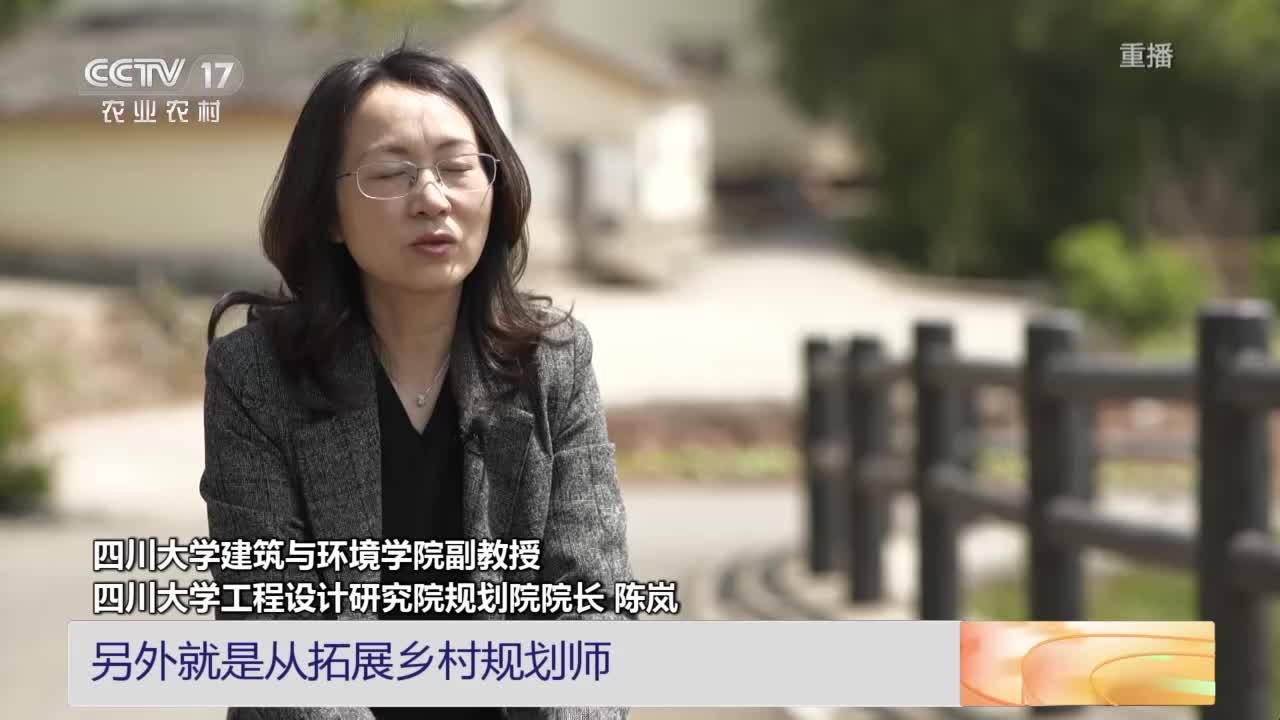 CCTV 17
农业农村
重播
四川大学建筑与环境学院副教授
四川大学工程设计研究院规划院院长 陈岚
另外就是从拓展乡村规划师